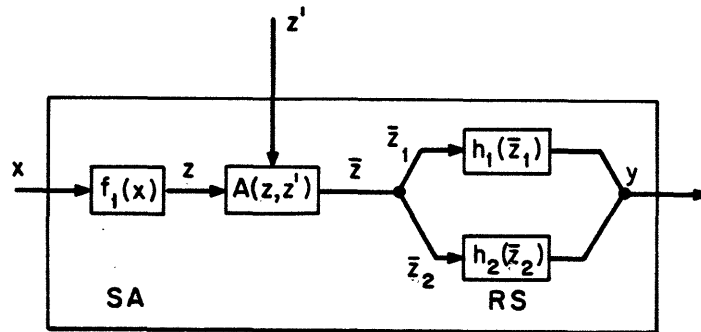 z'
x
f₁(x)
z
A(z,z')
z̄
z̄₁
h₁(z̄₁)
y
z̄₂
h₂(z̄₂)
SA
RS